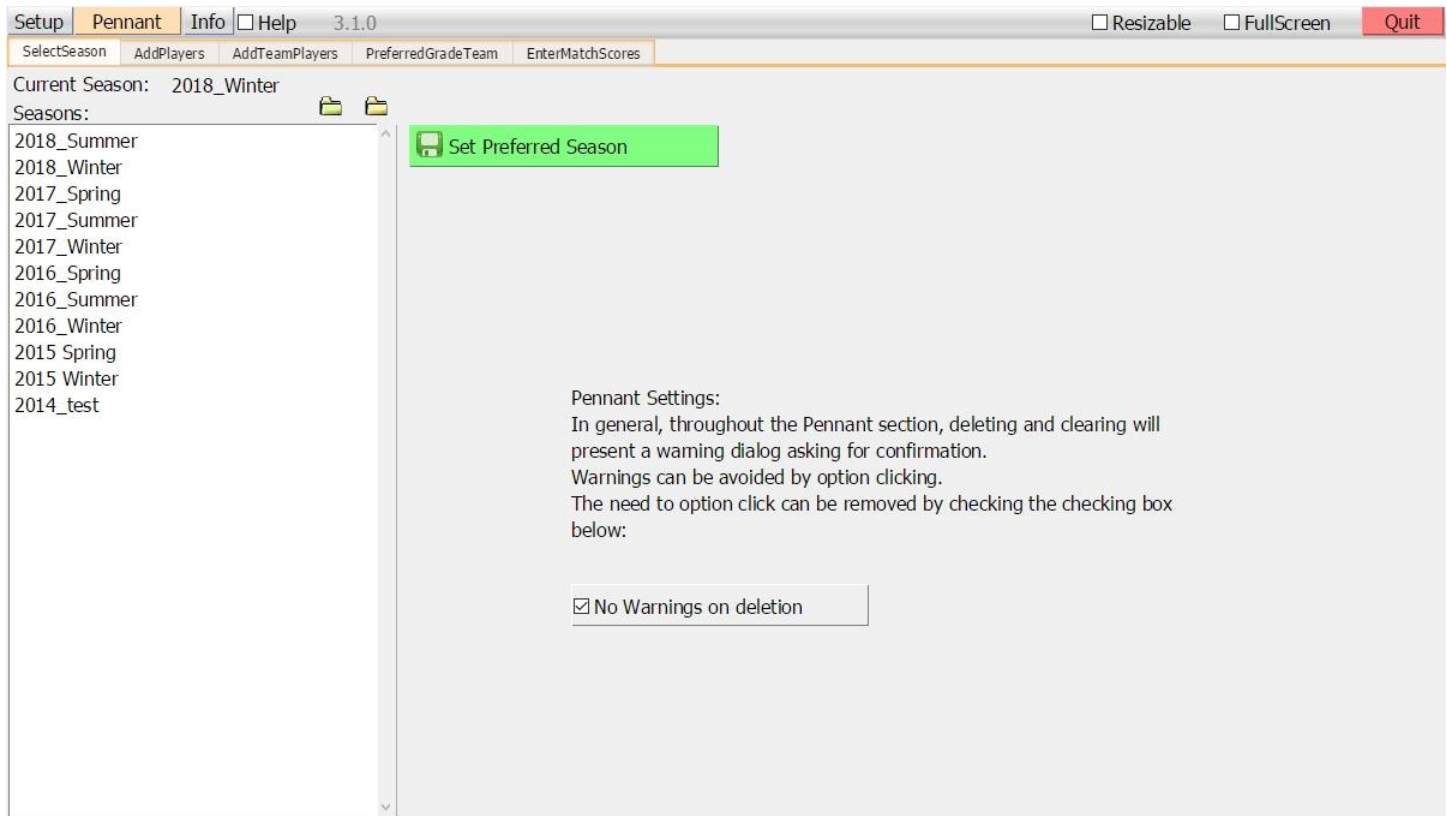 Setup Pennant Info Help 3.1.0 Resizable FullScreen Quit
SelectSeason AddPlayers AddTeamPlayers PreferredGradeTeam EnterMatchScores
Current Season: 2018_Winter
Seasons:
2018_Summer
2018_Winter
2017_Spring
2017_Summer
2017_Winter
2016_Spring
2016_Summer
2016_Winter
2015 Spring
2015 Winter
2014_test
Set Preferred Season
Pennant Settings:
In general, throughout the Pennant section, deleting and clearing will
present a warning dialog asking for confirmation.
Warnings can be avoided by option clicking.
The need to option click can be removed by checking the checking box
below:
No Warnings on deletion